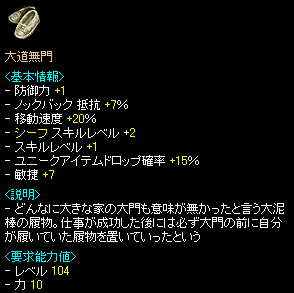 大道無門
<基本情報>
- 防御力 +1
- ノックバック 抵抗 +7%
- 移動速度 +20%
- シーフ スキルレベル +2
- スキルレベル +1
- ユニークアイテムドロップ確率 +15%
- 敏捷 +7
<説明>
- どんなに大きな家の大門も意味が無かったと言う大泥
棒の履物。仕事が成功した後には必ず大門の前に自分
が履いていた履物を置いていったという
<要求能力値>
- レベル 104
- 力 10